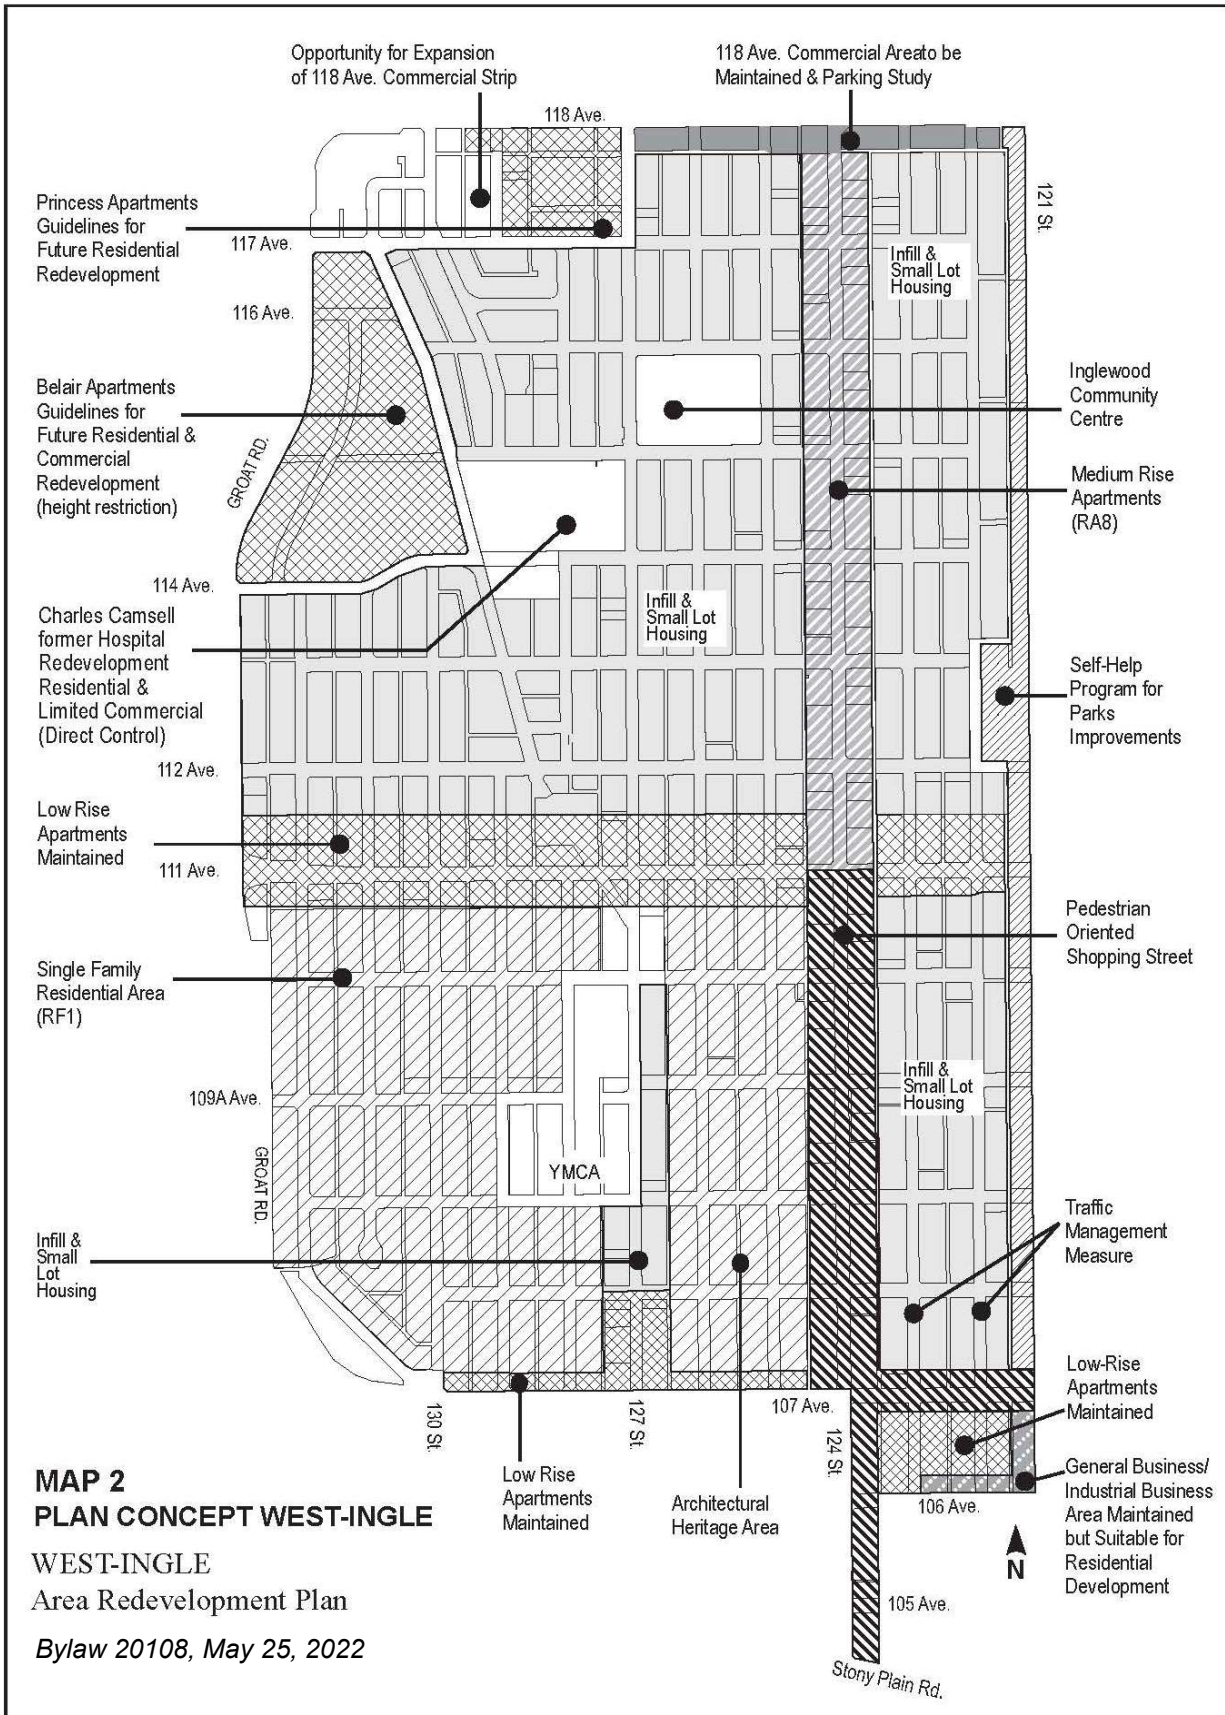 Opportunity for Expansion
of 118 Ave. Commercial Strip
118 Ave. Commercial Areato be
Maintained & Parking Study
118 Ave.
121 St.
Princess Apartments
Guidelines for
Future Residential
Redevelopment
117 Ave.
Infill &
Small Lot
Housing
116 Ave.
Belair Apartments
Guidelines for
Future Residential &
Commercial
Redevelopment
(height restriction)
GROAT RD.
Inglewood
Community
Centre
Medium Rise
Apartments
(RA8)
114 Ave.
Charles Camsell
former Hospital
Redevelopment
Residential &
Limited Commercial
(Direct Control)
Infill &
Small Lot
Housing
Self-Help
Program for
Parks
Improvements
112 Ave.
Low Rise
Apartments
Maintained
111 Ave.
Pedestrian
Oriented
Shopping Street
Single Family
Residential Area
(RF1)
109A Ave.
Infill &
Small Lot
Housing
GROAT RD.
YMCA
Infill &
Small
Lot
Housing
Traffic
Management
Measure
Low-Rise
Apartments
Maintained
107 Ave.
130 St.
127 St.
124 St.
Low Rise
Apartments
Maintained
Architectural
Heritage Area
General Business/
Industrial Business
Area Maintained
but Suitable for
Residential
Development
106 Ave.
N
105 Ave.
Stony Plain Rd.
MAP 2
PLAN CONCEPT WEST-INGLE
WEST-INGLE
Area Redevelopment Plan
Bylaw 20108, May 25, 2022